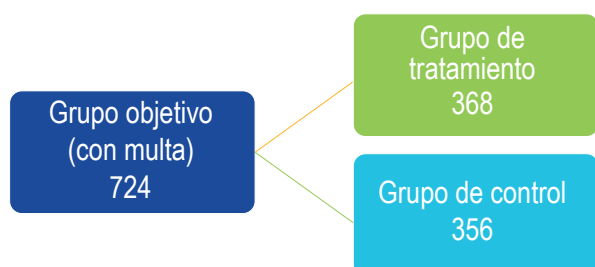 Grupo objetivo
(con multa)
724
Grupo de
tratamiento
368
Grupo de control
356